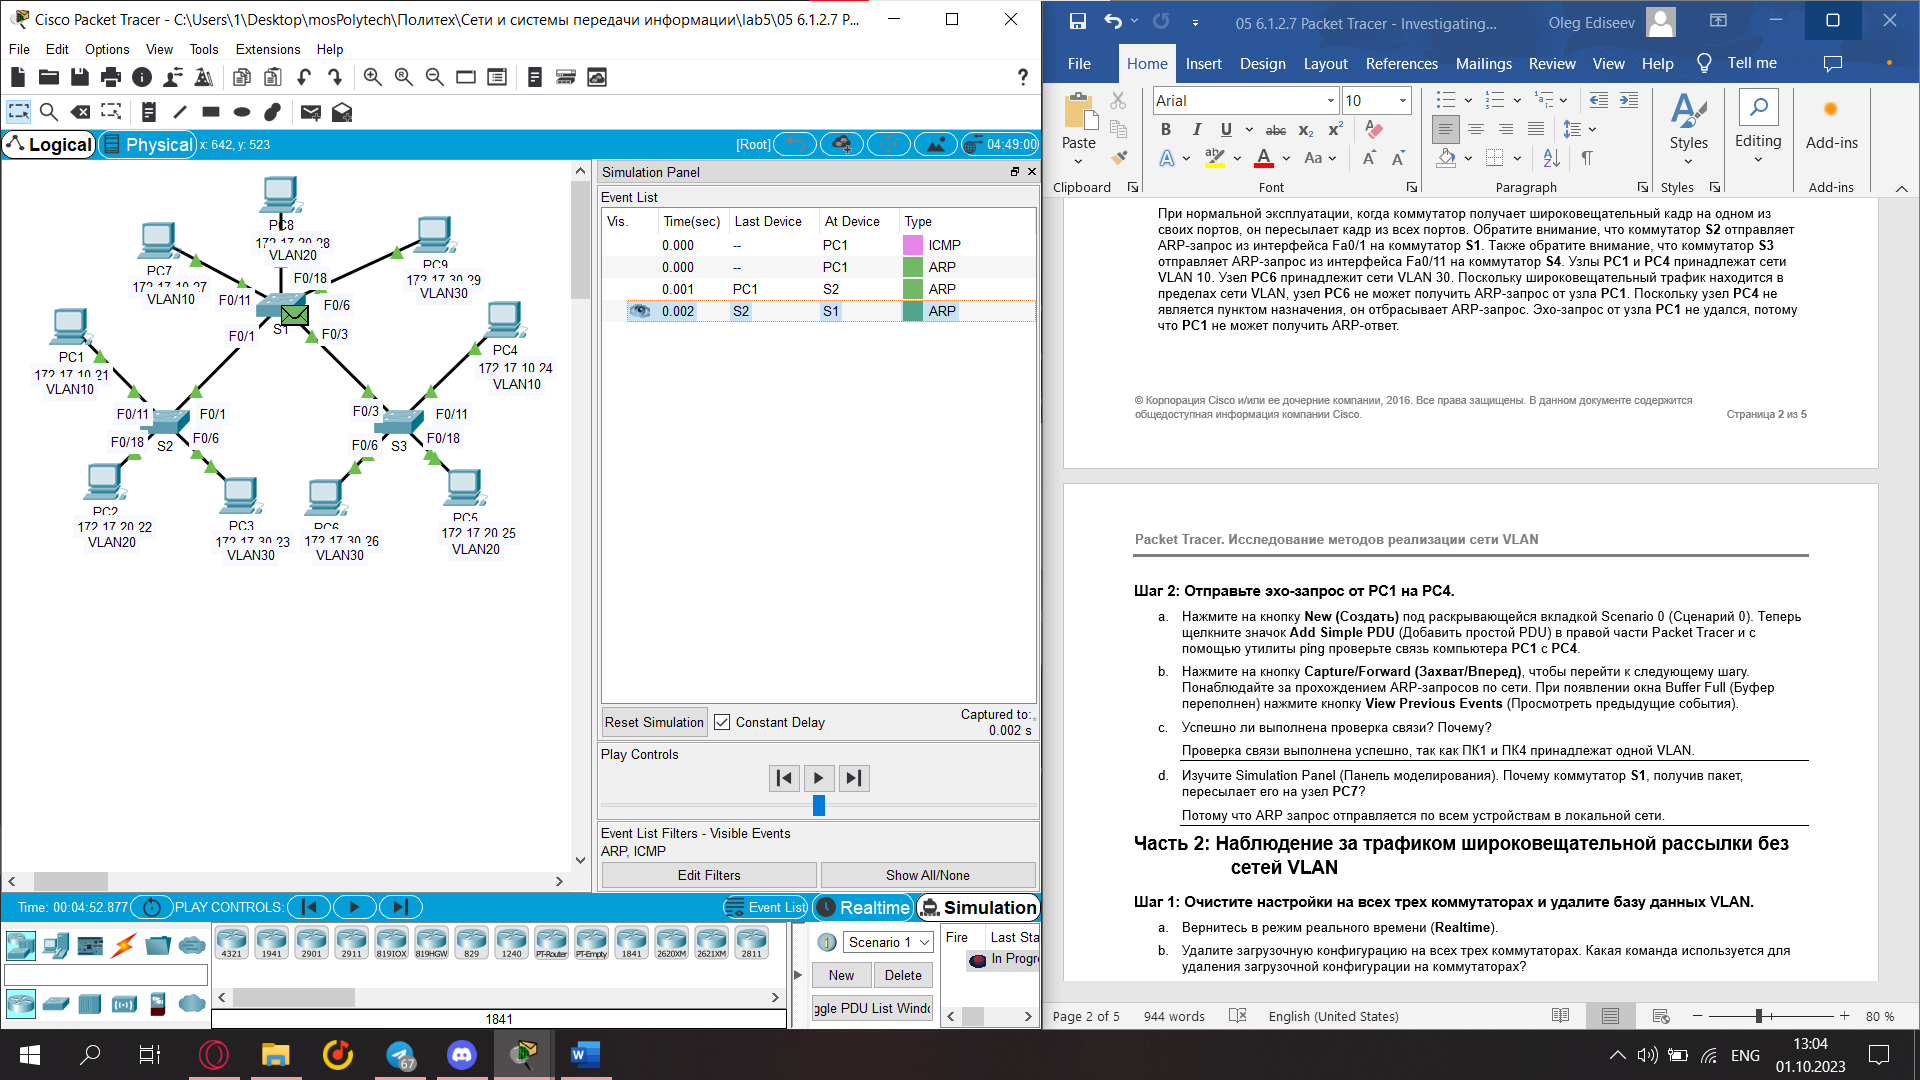 Cisco Packet Tracer - C:\Users\1\Desktop\mosPolytech\Политех\Сети и системы передачи информации\lab5\05 6.1.2.7 P...
File Edit Options View Tools Extensions Help
?
Logical Physical x: 642, y: 523 [Root] 04:49:00
PC8
172.17.20.28
VLAN20
PC7
172.17.10.27
VLAN10
PC9
172.17.30.29
VLAN30
F0/18
F0/11
F0/6
S1
F0/1
F0/3
PC1
172.17.10.21
VLAN10
PC4
172.17.10.24
VLAN10
F0/11 F0/1
F0/18 F0/6
S2
F0/3 F0/11
F0/6 F0/18
S3
PC2
172.17.20.22
VLAN20
PC3
172.17.30.23
VLAN30
PC6
172.17.30.26
VLAN30
PC5
172.17.20.25
VLAN20
Simulation Panel
Event List
Vis. Time(sec) Last Device At Device Type
0.000 -- PC1 ICMP
0.000 -- PC1 ARP
0.001 PC1 S2 ARP
0.002 S2 S1 ARP
Reset Simulation Constant Delay Captured to:
0.002 s
Play Controls
Event List Filters - Visible Events
ARP, ICMP
Edit Filters Show All/None
Time: 00:04:52.877 PLAY CONTROLS: Event List Realtime Simulation
4321 1941 2901 2911 819IOX 819HGW 829 1240 PT-Router PT-Empty 1841 2620XM 2621XM 2811
1841
Scenario 1
New Delete
ggle PDU List Windo
Fire Last Sta
In Progre
05 6.1.2.7 Packet Tracer - Investigating... Oleg Ediseev
File Home Insert Design Layout References Mailings Review View Help Tell me
Paste
Clipboard
Arial 10
B I U abc x2 x2
A ab A Aa A A
Font
Paragraph
Styles
Styles
Editing
Add-ins
Add-ins
При нормальной эксплуатации, когда коммутатор получает широковещательный кадр на одном из
своих портов, он пересылает кадр из всех портов. Обратите внимание, что коммутатор S2 отправляет
ARP-запрос из интерфейса Fa0/1 на коммутатор S1. Также обратите внимание, что коммутатор S3
отправляет ARP-запрос из интерфейса Fa0/11 на коммутатор S4. Узлы PC1 и PC4 принадлежат сети
VLAN 10. Узел PC6 принадлежит сети VLAN 30. Поскольку широковещательный трафик находится в
пределах сети VLAN, узел PC6 не может получить ARP-запрос от узла PC1. Поскольку узел PC4 не
является пунктом назначения, он отбрасывает ARP-запрос. Эхо-запрос от узла PC1 не удался, потому
что PC1 не может получить ARP-ответ.
© Корпорация Cisco и/или ее дочерние компании, 2016. Все права защищены. В данном документе содержится
общедоступная информация компании Cisco. Страница 2 из 5
Packet Tracer. Исследование методов реализации сети VLAN
Шаг 2: Отправьте эхо-запрос от PC1 на PC4.
a. Нажмите на кнопку New (Создать) под раскрывающейся вкладкой Scenario 0 (Сценарий 0). Теперь
щелкните значок Add Simple PDU (Добавить простой PDU) в правой части Packet Tracer и с
помощью утилиты ping проверьте связь компьютера PC1 с PC4.
b. Нажмите на кнопку Capture/Forward (Захват/Вперед), чтобы перейти к следующему шагу.
Понаблюдайте за прохождением ARP-запросов по сети. При появлении окна Buffer Full (Буфер
переполнен) нажмите кнопку View Previous Events (Просмотреть предыдущие события).
c. Успешно ли выполнена проверка связи? Почему?
Проверка связи выполнена успешно, так как ПК1 и ПК4 принадлежат одной VLAN.
d. Изучите Simulation Panel (Панель моделирования). Почему коммутатор S1, получив пакет,
пересылает его на узел PC7?
Потому что ARP запрос отправляется по всем устройствам в локальной сети.
Часть 2: Наблюдение за трафиком широковещательной рассылки без
сетей VLAN
Шаг 1: Очистите настройки на всех трех коммутаторах и удалите базу данных VLAN.
a. Вернитесь в режим реального времени (Realtime).
b. Удалите загрузочную конфигурацию на всех трех коммутаторах. Какая команда используется для
удаления загрузочной конфигурации на коммутаторах?
Page 2 of 5 944 words English (United States) 80 %
67
ENG 13:04
01.10.2023